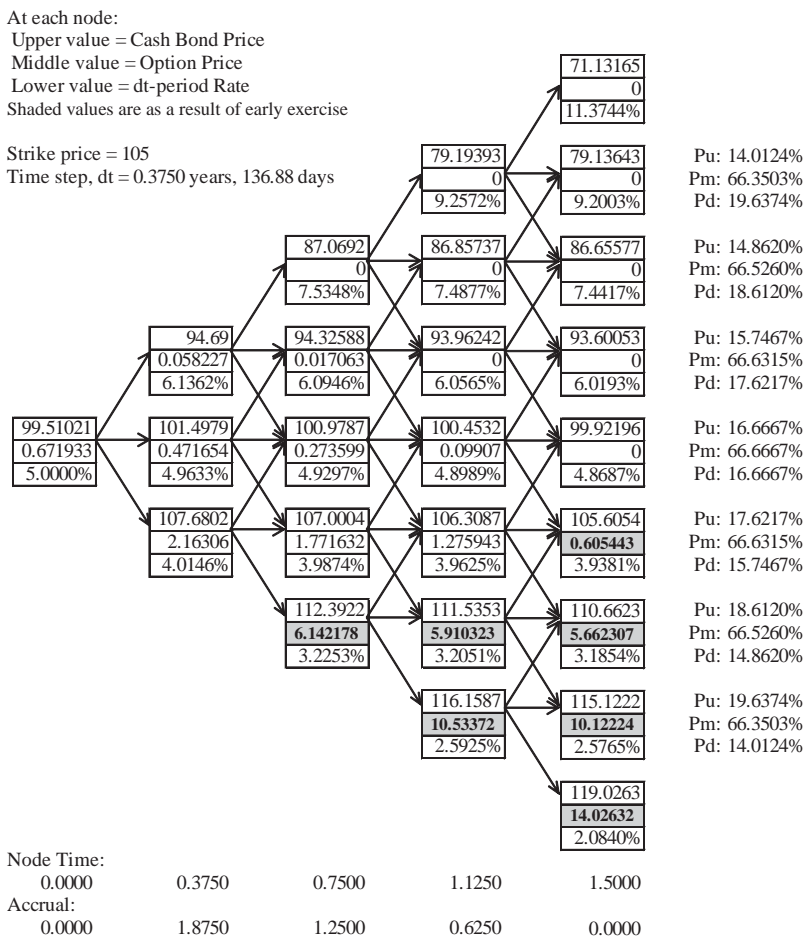 At each node:
Upper value = Cash Bond Price
Middle value = Option Price
Lower value = dt-period Rate
Shaded values are as a result of early exercise
Strike price = 105
Time step, dt = 0.3750 years, 136.88 days
99.51021
0.671933
5.0000%
94.69
0.058227
6.1362%
101.4979
0.471654
4.9633%
107.6802
2.16306
4.0146%
87.0692
0
7.5348%
94.32588
0.017063
6.0946%
100.9787
0.273599
4.9297%
107.0004
1.771632
3.9874%
112.3922
6.142178
3.2253%
79.19393
0
9.2572%
86.85737
0
7.4877%
93.96242
0
6.0565%
100.4532
0.09907
4.8989%
106.3087
1.275943
3.9625%
111.5353
5.910323
3.2051%
116.1587
10.53372
2.5925%
71.13165
0
11.3744%
79.13643
0
9.2003%
86.65577
0
7.4417%
93.60053
0
6.0193%
99.92196
0
4.8687%
105.6054
0.605443
3.9381%
110.6623
5.662307
3.1854%
115.1222
10.12224
2.5765%
119.0263
14.02632
2.0840%
Pu: 14.0124%
Pm: 66.3503%
Pd: 19.6374%
Pu: 14.8620%
Pm: 66.5260%
Pd: 18.6120%
Pu: 15.7467%
Pm: 66.6315%
Pd: 17.6217%
Pu: 16.6667%
Pm: 66.6667%
Pd: 16.6667%
Pu: 17.6217%
Pm: 66.6315%
Pd: 15.7467%
Pu: 18.6120%
Pm: 66.5260%
Pd: 14.8620%
Pu: 19.6374%
Pm: 66.3503%
Pd: 14.0124%
Node Time:
0.0000 0.3750 0.7500 1.1250 1.5000
Accrual:
0.0000 1.8750 1.2500 0.6250 0.0000